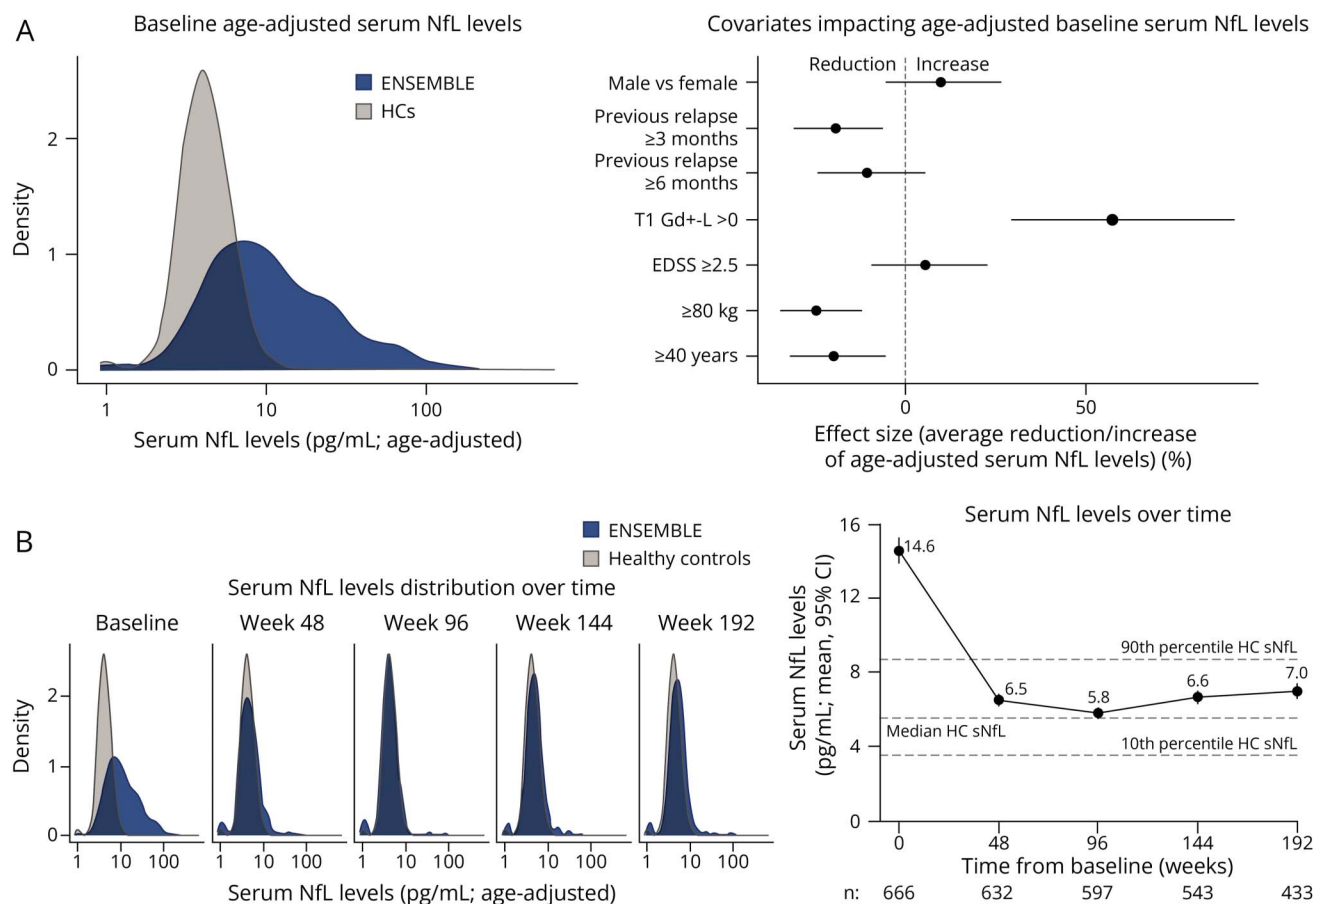 A
Baseline age-adjusted serum NfL levels
ENSEMBLE
HCs
Density
2
1
0
1
10
100
Serum NfL levels (pg/mL; age-adjusted)
Covariates impacting age-adjusted baseline serum NfL levels
Reduction
Increase
Male vs female
Previous relapse
≥3 months
Previous relapse
≥6 months
T1 Gd+-L >0
EDSS ≥2.5
≥80 kg
≥40 years
0
50
Effect size (average reduction/increase
of age-adjusted serum NfL levels) (%)
B
ENSEMBLE
Healthy controls
Serum NfL levels distribution over time
Baseline
Week 48
Week 96
Week 144
Week 192
Density
2
1
0
1 10 100
1 10 100
1 10 100
1 10 100
1 10 100
Serum NfL levels (pg/mL; age-adjusted)
Serum NfL levels over time
Serum NfL levels
(pg/mL; mean, 95% CI)
16
12
8
4
0
14.6
6.5
5.8
6.6
7.0
90th percentile HC sNfL
Median HC sNfL
10th percentile HC sNfL
0 48 96 144 192
Time from baseline (weeks)
n: 666 632 597 543 433